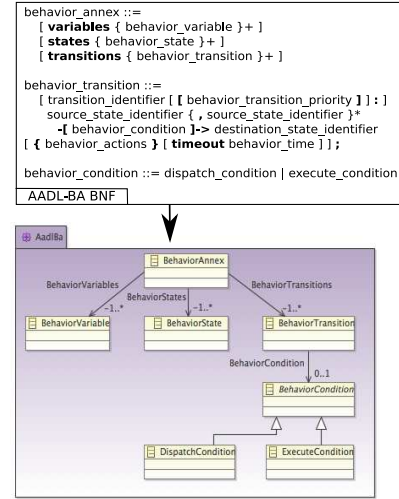 behavior_annex ::=
[ variables { behavior_variable }+ ]
[ states { behavior_state }+ ]
[ transitions { behavior_transition }+ ]
behavior_transition ::=
[ transition_identifier [ [ behavior_transition_priority ] ] : ]
source_state_identifier { , source_state_identifier }*
-[ behavior_condition ]-> destination_state_identifier
[ { behavior_actions } [ timeout behavior_time ] ] ;
behavior_condition ::= dispatch_condition | execute_condition
AADL-BA BNF
AadlBa
BehaviorAnnex
BehaviorVariables
BehaviorTransitions
BehaviorStates
~1..*
~1..*
~1..*
BehaviorVariable
BehaviorState
BehaviorTransition
BehaviorCondition
0..1
BehaviorCondition
DispatchCondition
ExecuteCondition